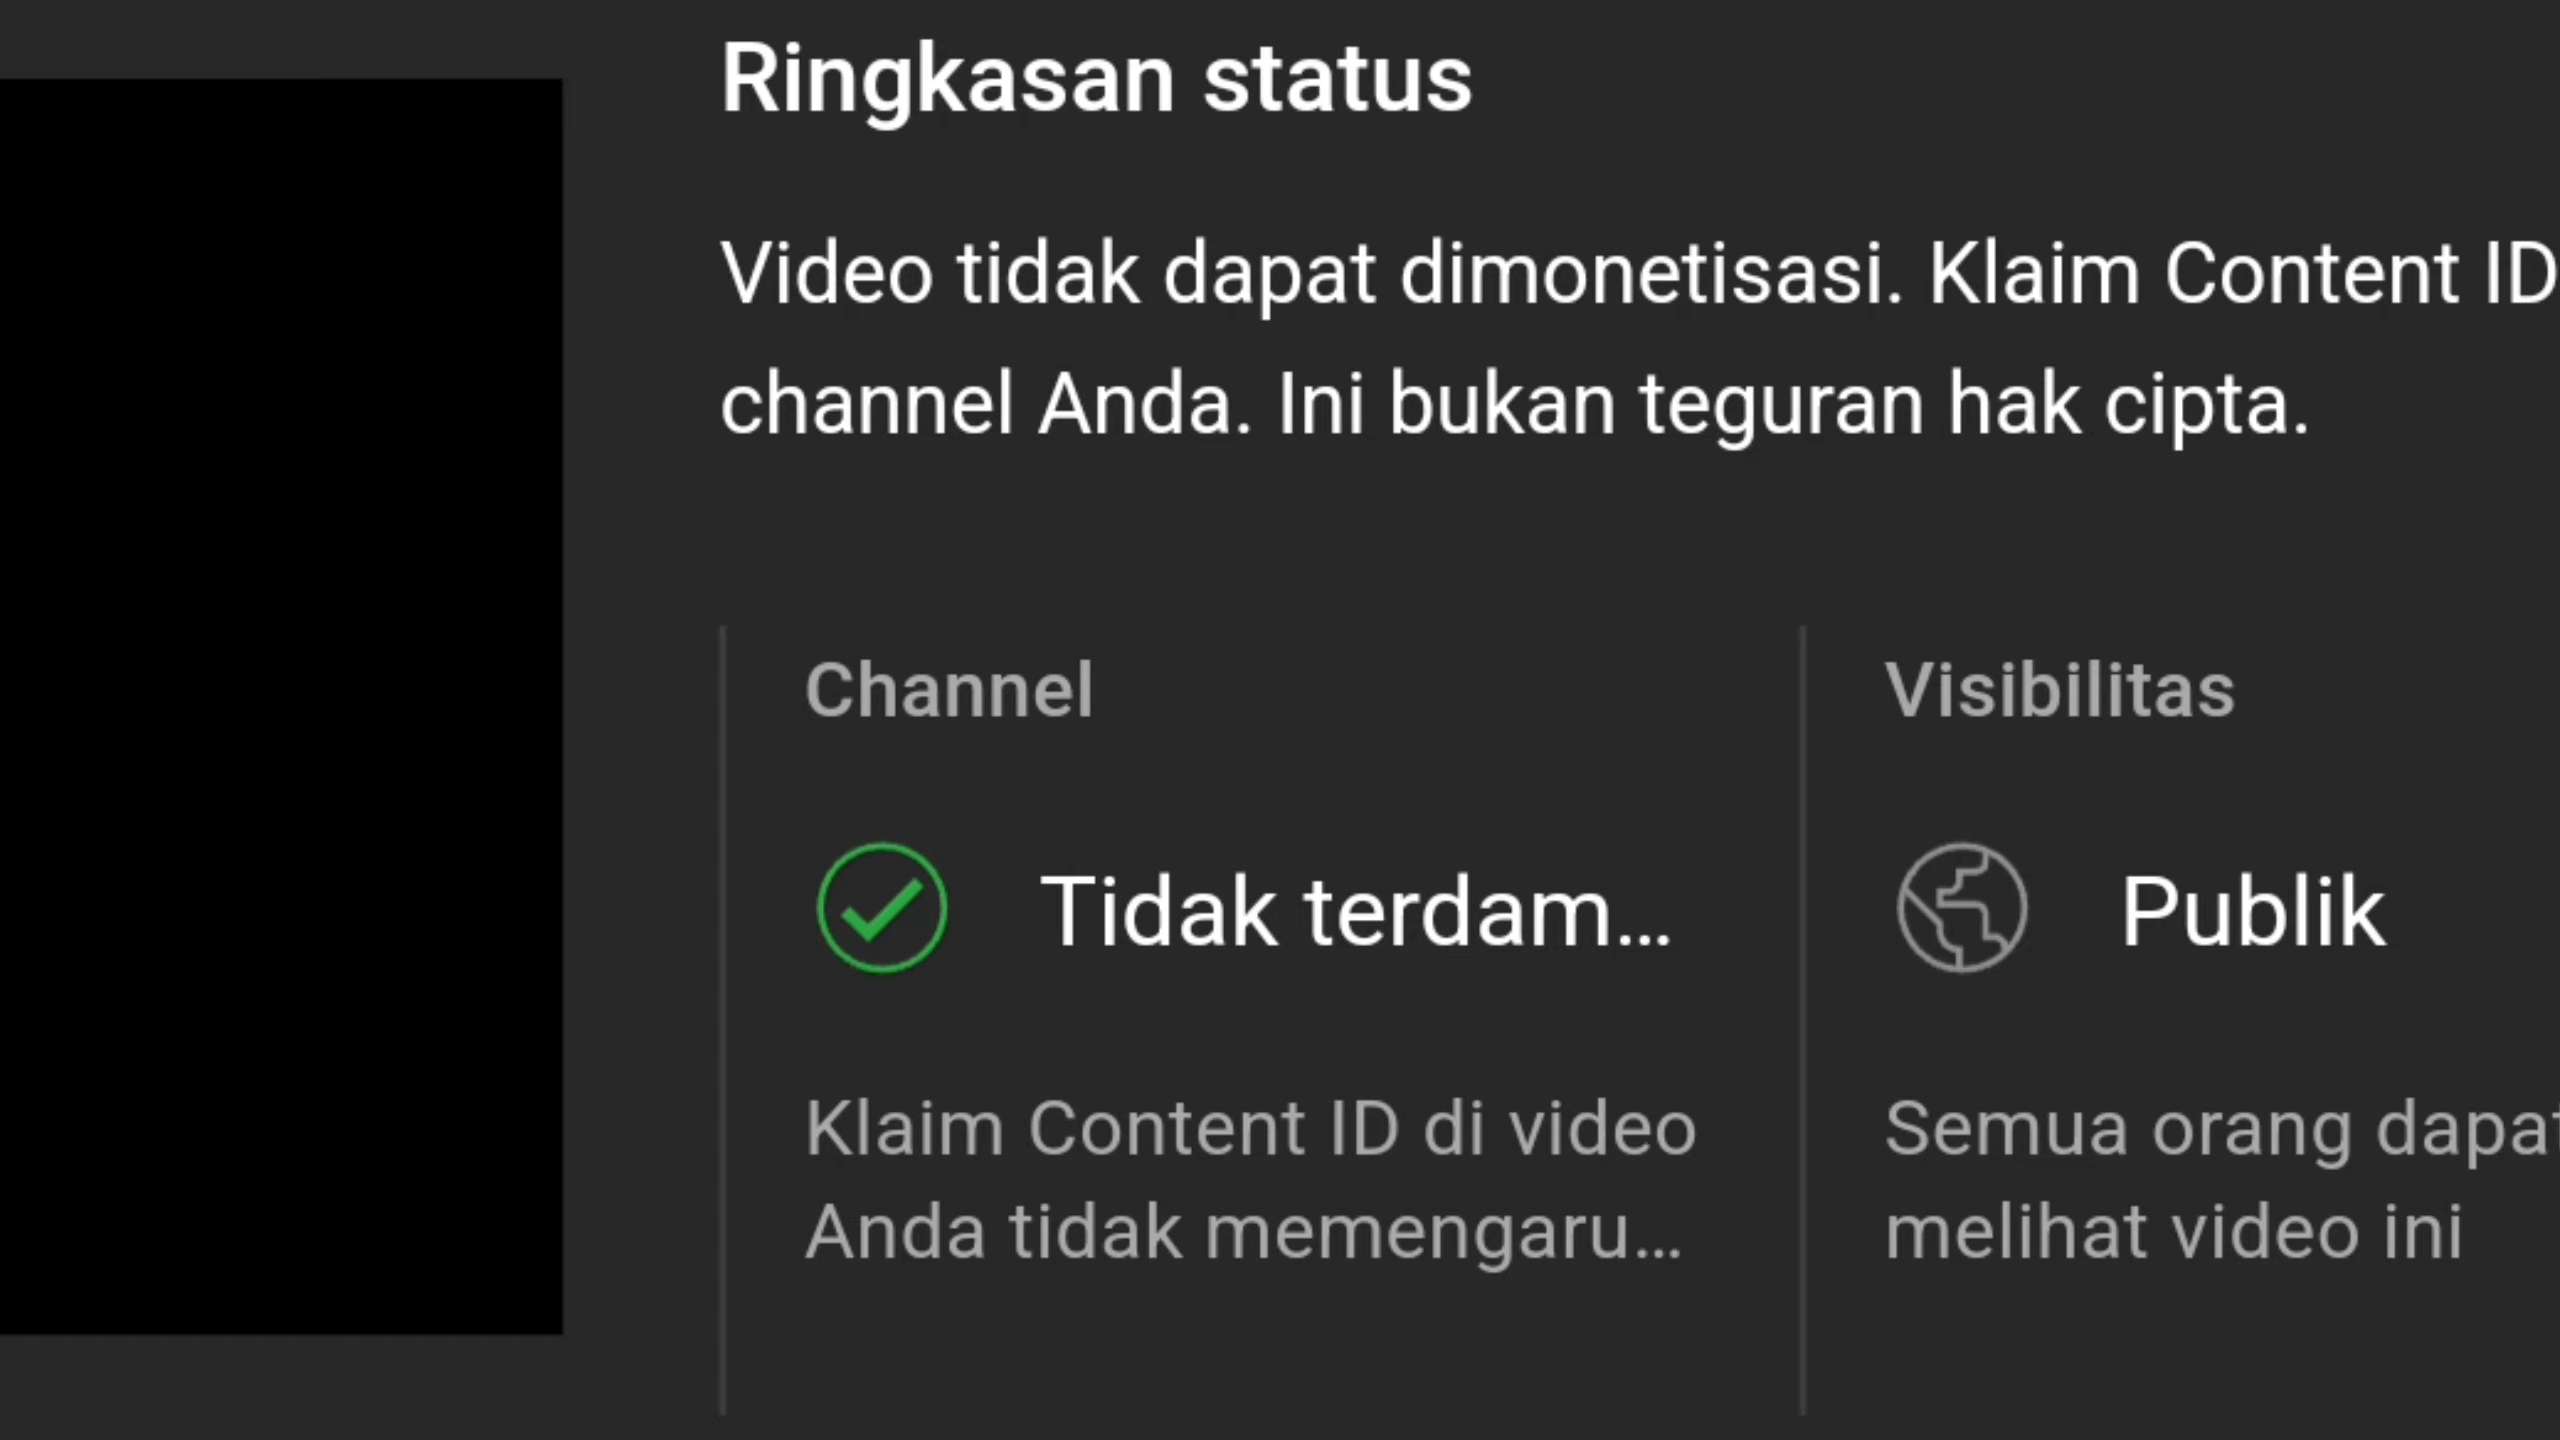 Ringkasan status
Video tidak dapat dimonetisasi. Klaim Content ID
channel Anda. Ini bukan teguran hak cipta.
Channel
Tidak terdam…
Klaim Content ID di video
Anda tidak memengaru…
Visibilitas
Publik
Semua orang dapat
melihat video ini